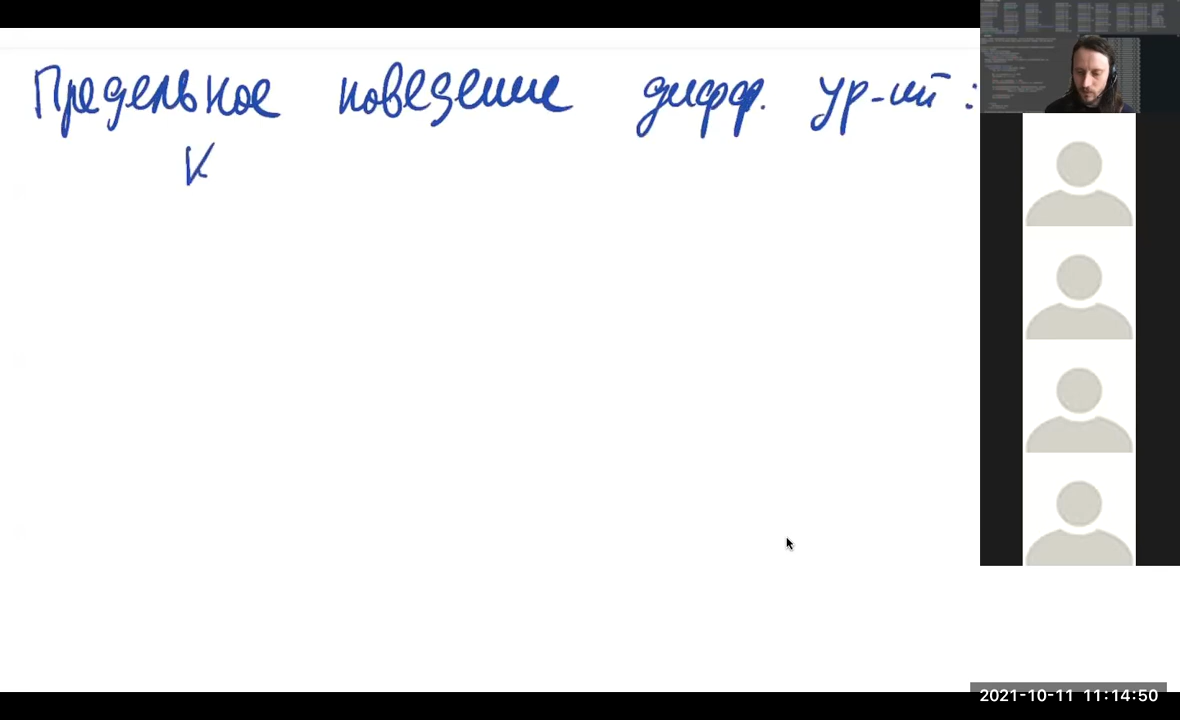 Предельное поведение дифф. ур-ий:
К
2021-10-11 11:14:50